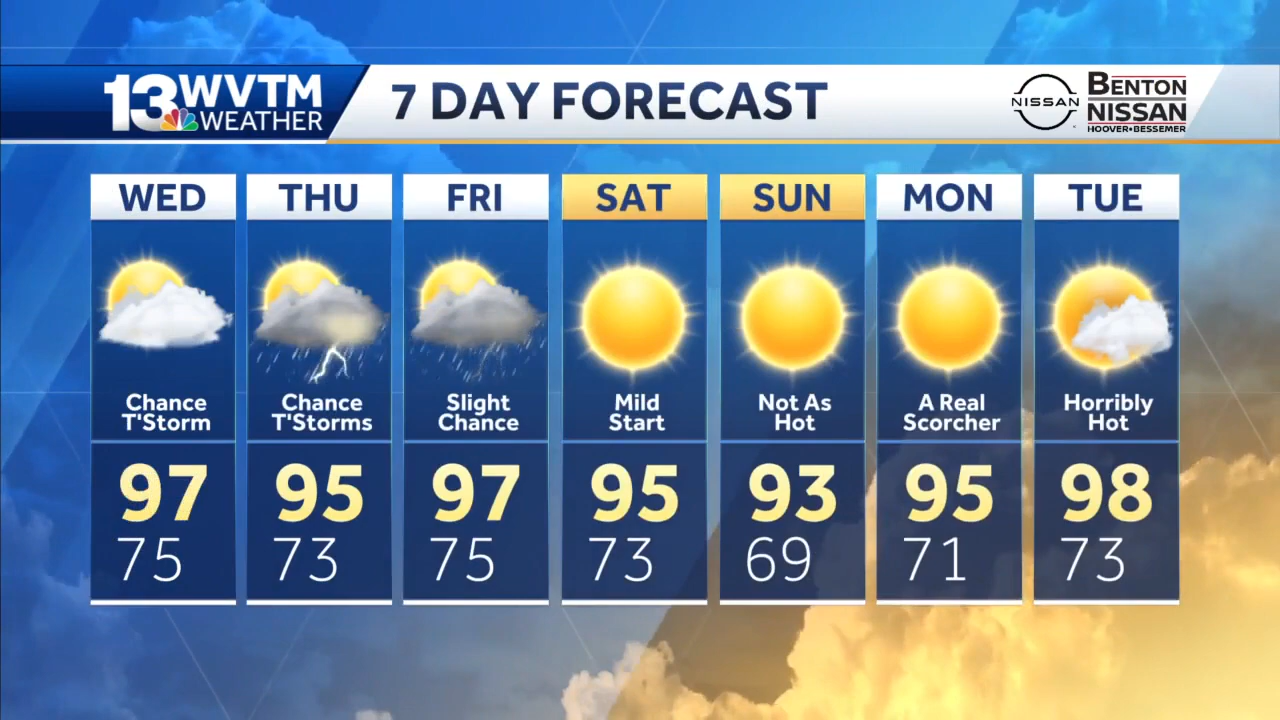 13 WVTM
WEATHER
7 DAY FORECAST
NISSAN
BENTON
NISSAN
HOOVER•BESSEMER
WED
THU
FRI
SAT
SUN
MON
TUE
Chance
T'Storm
Chance
T'Storms
Slight
Chance
Mild
Start
Not As
Hot
A Real
Scorcher
Horribly
Hot
97
95
97
95
93
95
98
75
73
75
73
69
71
73